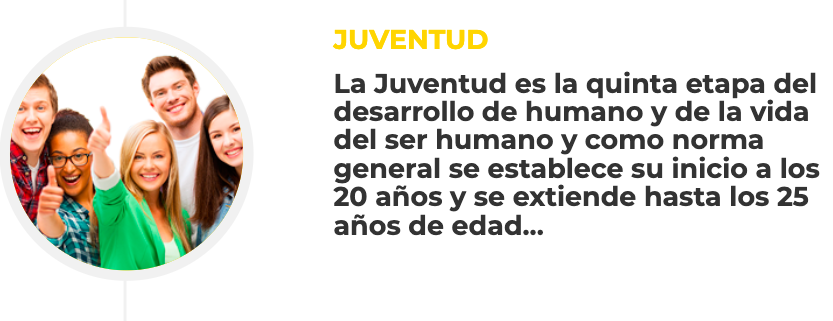 JUVENTUD
La Juventud es la quinta etapa del
desarrollo de humano y de la vida
del ser humano y como norma
general se establece su inicio a los
20 años y se extiende hasta los 25
años de edad...